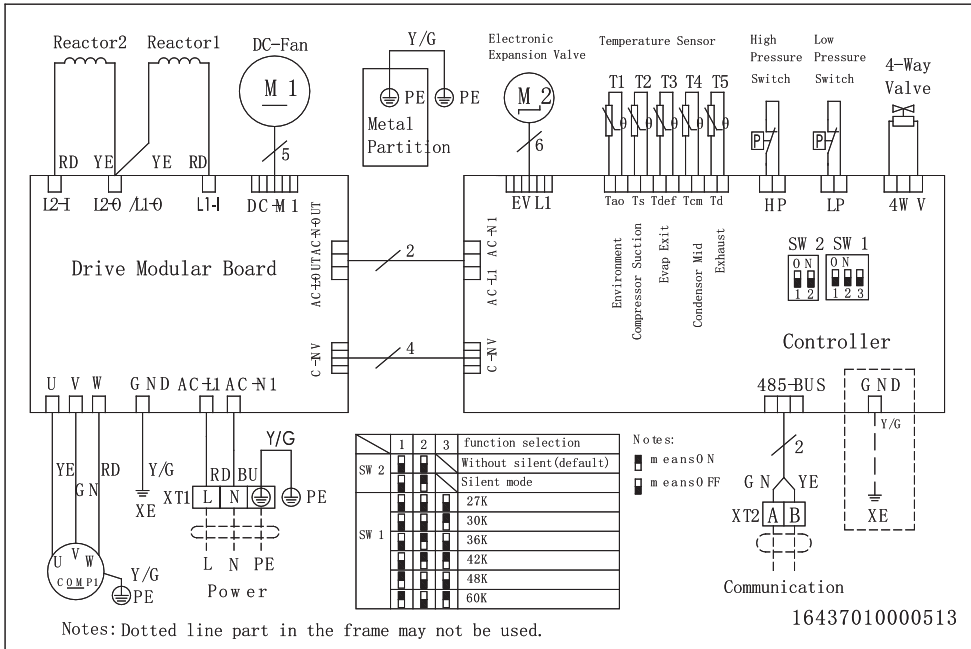 Reactor2 Reactor1 DC-Fan Y/G
Electronic
Expansion Valve
Temperature Sensor
High
Pressure
Switch
Low
Pressure
Switch
4-Way
Valve
M 1
PE PE
Metal
Partition
M 2
T1 T2 T3 T4 T5
θ θ θ θ θ
P P
5
6
RD YE YE RD
L2-I L2-O /L1-O L1-I DC-M1
EVL1
Tao Ts Tdef Tcm Td
HP LP 4WV
AC-LOUT AC-NOUT
2
AC-L1 AC-N1
Environment
Compressor Suction
Evap Exit
Condensor Mid
Exhaust
SW 2 SW 1
ON ON
1 2 1 2 3
Drive Modular Board
Controller
C-INV
4
C-INV
U V W GND AC-L1 AC-N1
485-BUS GND
YE GN RD
Y/G
XE
RD BU
Y/G
XT1 L N PE
L N PE
Power
U V W
COMP1
Y/G
PE
1 2 3 function selection
SW 2 Without silent(default)
Silent mode
SW 1 27K
30K
36K
42K
48K
60K
Notes:
means ON
means OFF
2
GN YE
XT2 A B
Communication
Y/G
XE
16437010000513
Notes: Dotted line part in the frame may not be used.